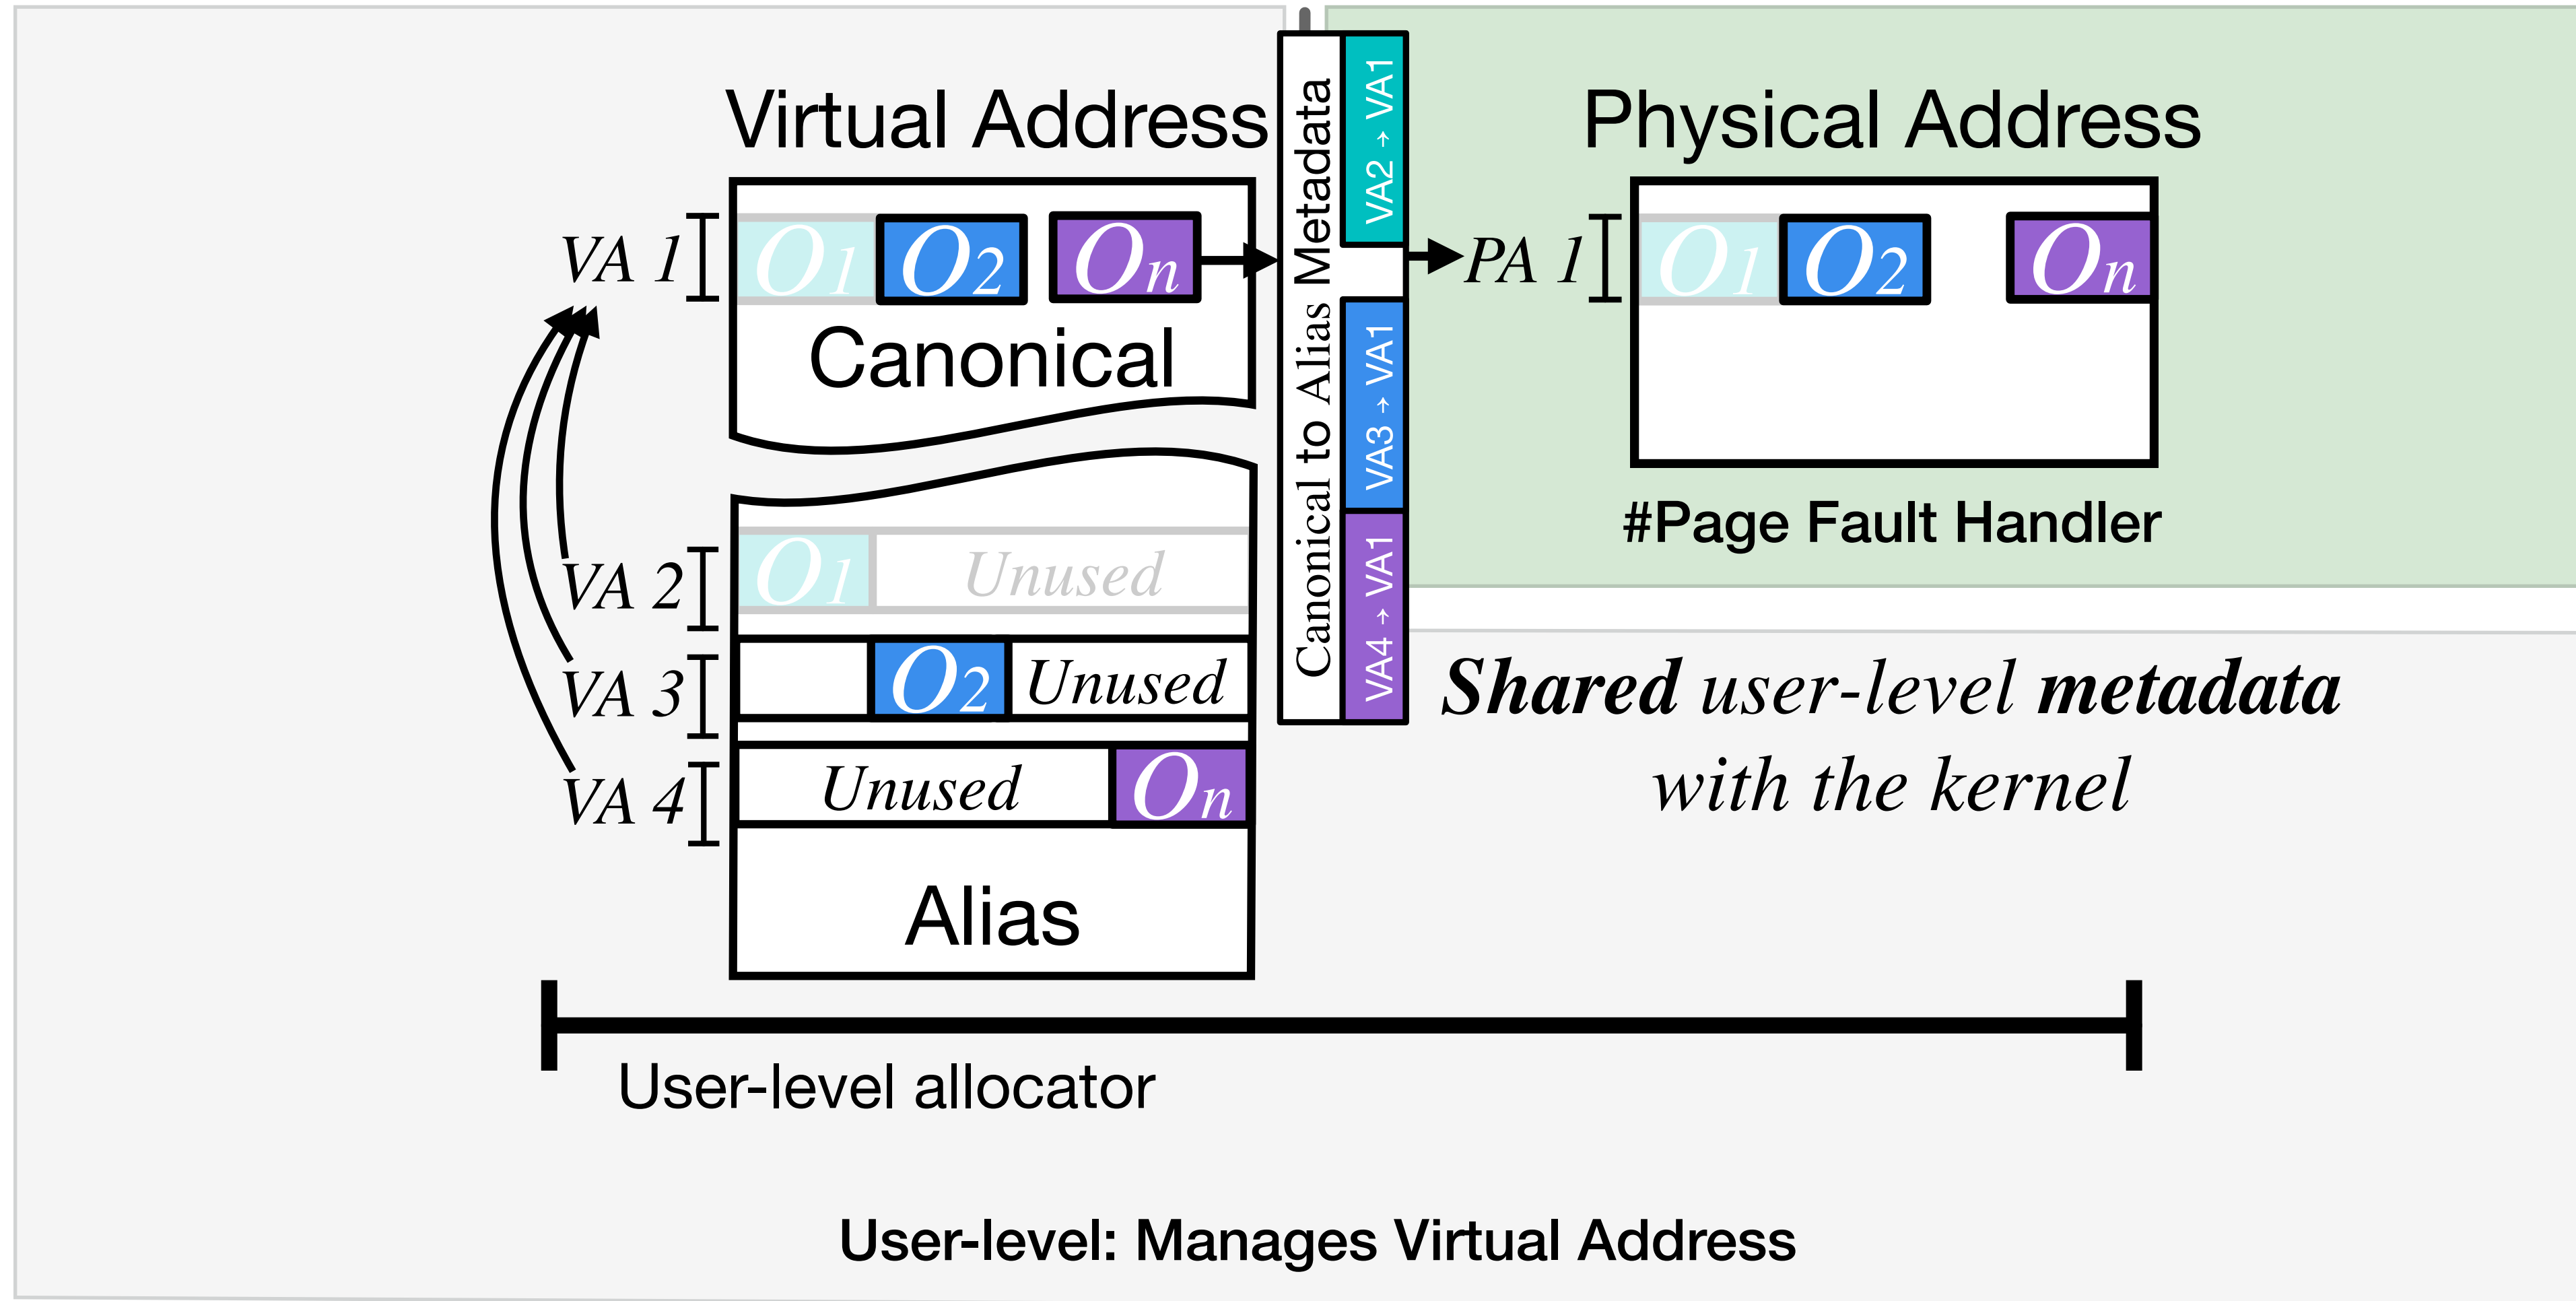 Virtual Address
Physical Address
VA 1
O1
O2
On
Canonical
Canonical to Alias Metadata
VA2 → VA1
VA3 → VA1
VA4 → VA1
PA 1
O1
O2
On
#Page Fault Handler
VA 2
O1
Unused
VA 3
O2
Unused
VA 4
Unused
On
Alias
Shared user-level metadata
with the kernel
User-level allocator
User-level: Manages Virtual Address